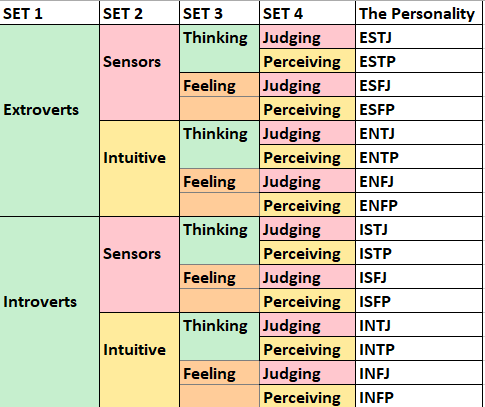 SET 1 SET 2 SET 3 SET 4 The Personality
Thinking Judging ESTJ
Sensors Perceiving ESTP
Feeling Judging ESFJ
Extroverts Perceiving ESFP
Thinking Judging ENTJ
Intuitive Perceiving ENTP
Feeling Judging ENFJ
Perceiving ENFP
Thinking Judging ISTJ
Sensors Perceiving ISTP
Feeling Judging ISFJ
Introverts Perceiving ISFP
Thinking Judging INTJ
Intuitive Perceiving INTP
Feeling Judging INFJ
Perceiving INFP